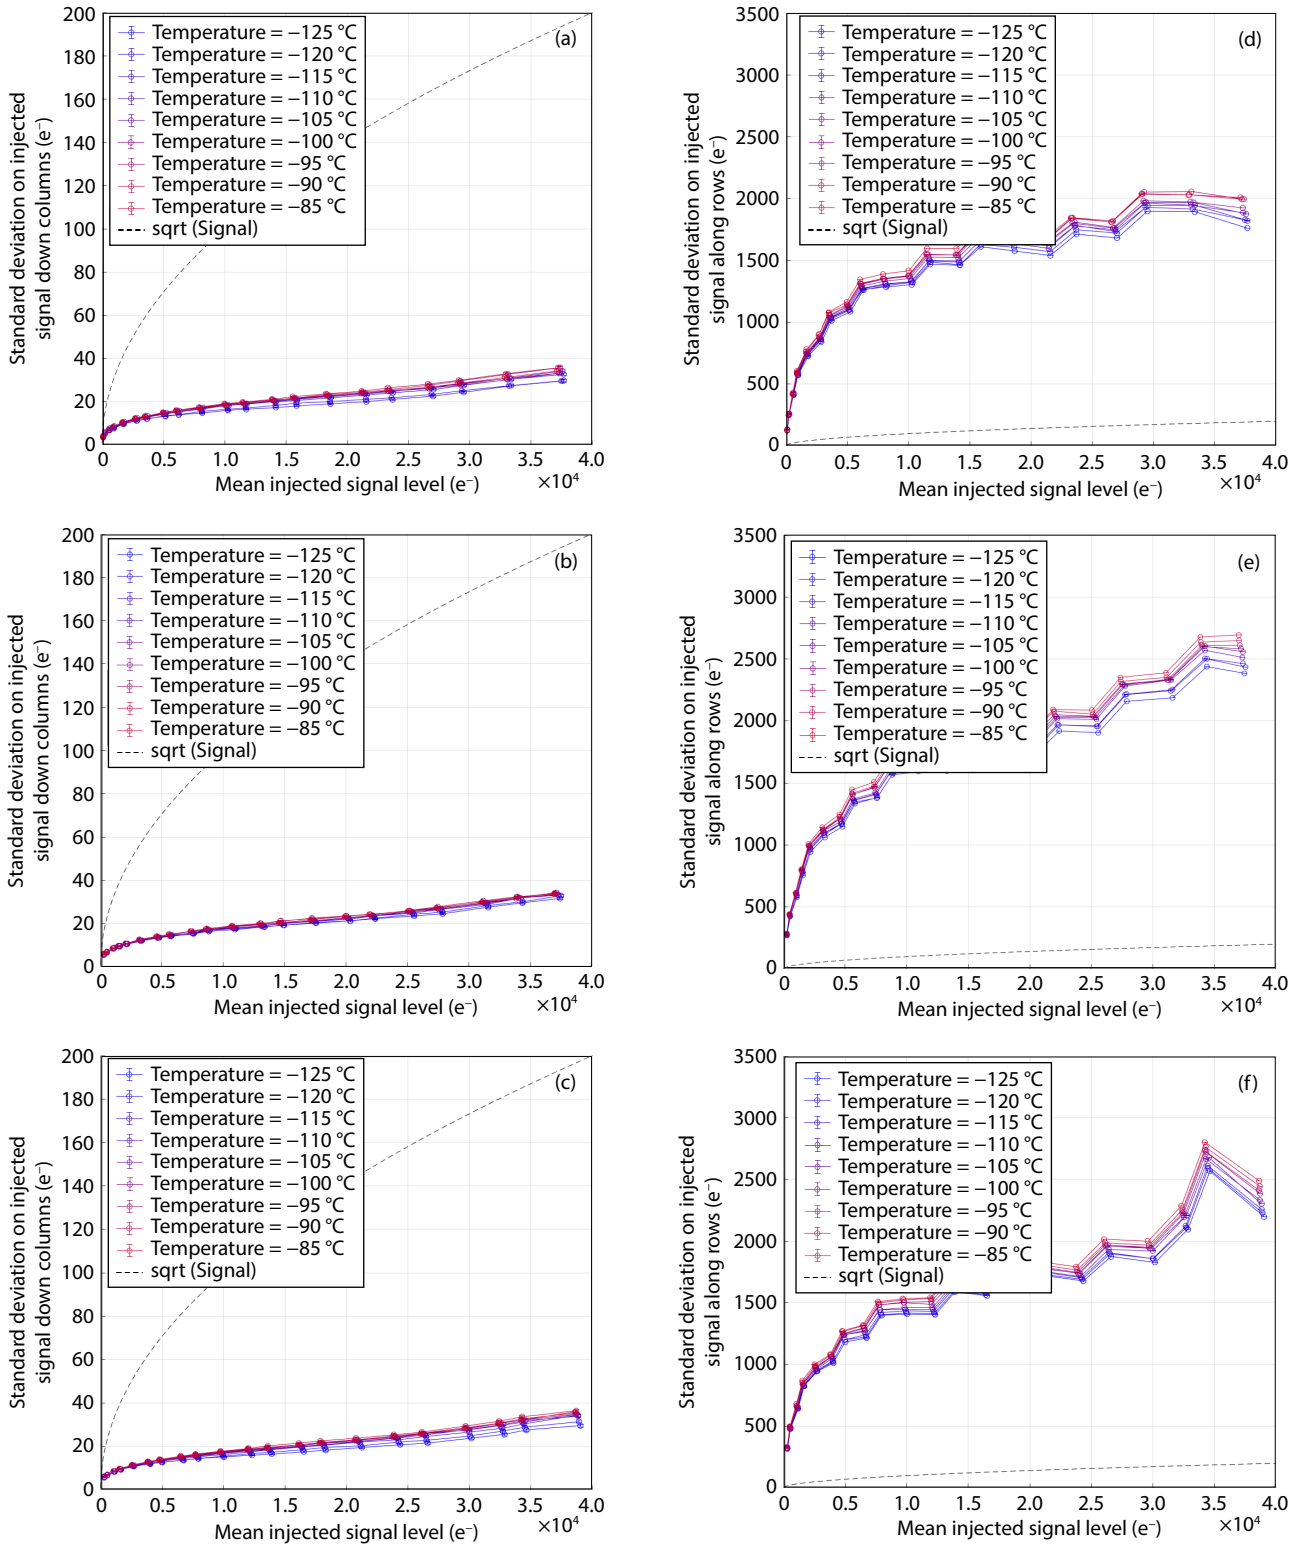 200
180
160
140
120
100
80
60
40
20
0
Standard deviation on injected
signal down columns (e⁻)
Temperature = −125 °C
Temperature = −120 °C
Temperature = −115 °C
Temperature = −110 °C
Temperature = −105 °C
Temperature = −100 °C
Temperature = −95 °C
Temperature = −90 °C
Temperature = −85 °C
sqrt (Signal)
(a)
0 0.5 1.0 1.5 2.0 2.5 3.0 3.5 4.0
Mean injected signal level (e⁻) ×10⁴
3500
3000
2500
2000
1500
1000
500
0
Standard deviation on injected
signal along rows (e⁻)
Temperature = −125 °C
Temperature = −120 °C
Temperature = −115 °C
Temperature = −110 °C
Temperature = −105 °C
Temperature = −100 °C
Temperature = −95 °C
Temperature = −90 °C
Temperature = −85 °C
sqrt (Signal)
(d)
0 0.5 1.0 1.5 2.0 2.5 3.0 3.5 4.0
Mean injected signal level (e⁻) ×10⁴
200
180
160
140
120
100
80
60
40
20
0
Standard deviation on injected
signal down columns (e⁻)
Temperature = −125 °C
Temperature = −120 °C
Temperature = −115 °C
Temperature = −110 °C
Temperature = −105 °C
Temperature = −100 °C
Temperature = −95 °C
Temperature = −90 °C
Temperature = −85 °C
sqrt (Signal)
(b)
0 0.5 1.0 1.5 2.0 2.5 3.0 3.5 4.0
Mean injected signal level (e⁻) ×10⁴
3500
3000
2500
2000
1500
1000
500
0
Standard deviation on injected
signal along rows (e⁻)
Temperature = −125 °C
Temperature = −120 °C
Temperature = −115 °C
Temperature = −110 °C
Temperature = −105 °C
Temperature = −100 °C
Temperature = −95 °C
Temperature = −90 °C
Temperature = −85 °C
sqrt (Signal)
(e)
0 0.5 1.0 1.5 2.0 2.5 3.0 3.5 4.0
Mean injected signal level (e⁻) ×10⁴
200
180
160
140
120
100
80
60
40
20
0
Standard deviation on injected
signal down columns (e⁻)
Temperature = −125 °C
Temperature = −120 °C
Temperature = −115 °C
Temperature = −110 °C
Temperature = −105 °C
Temperature = −100 °C
Temperature = −95 °C
Temperature = −90 °C
Temperature = −85 °C
sqrt (Signal)
(c)
0 0.5 1.0 1.5 2.0 2.5 3.0 3.5 4.0
Mean injected signal level (e⁻) ×10⁴
3500
3000
2500
2000
1500
1000
500
0
Standard deviation on injected
signal along rows (e⁻)
Temperature = −125 °C
Temperature = −120 °C
Temperature = −115 °C
Temperature = −110 °C
Temperature = −105 °C
Temperature = −100 °C
Temperature = −95 °C
Temperature = −90 °C
Temperature = −85 °C
sqrt (Signal)
(f)
0 0.5 1.0 1.5 2.0 2.5 3.0 3.5 4.0
Mean injected signal level (e⁻) ×10⁴